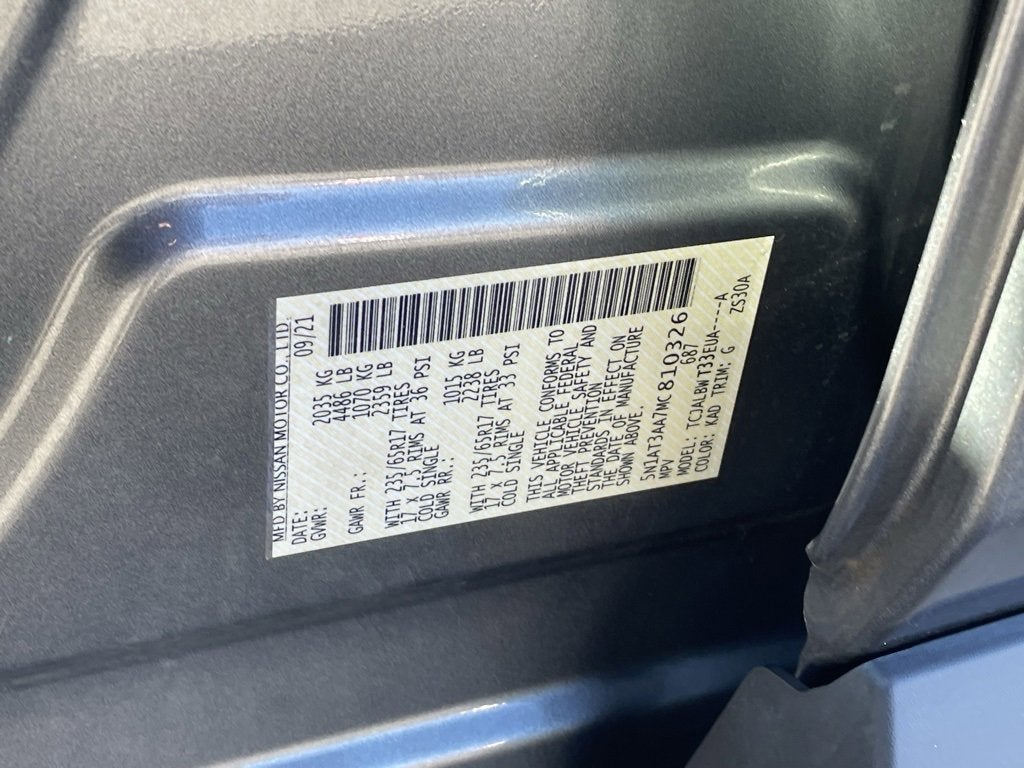 MFD BY NISSAN MOTOR CO., LTD.
DATE: 09/21
GVWR: 2035 KG
4486 LB
GAWR FR.: 1070 KG
2359 LB
WITH 235/65R17 TIRES
17 X 7.5 RIMS AT 36 PSI
COLD SINGLE
GAWR RR.: 1015 KG
2238 LB
WITH 235/65R17 TIRES
17 X 7.5 RIMS AT 33 PSI
COLD SINGLE
THIS VEHICLE CONFORMS TO
ALL APPLICABLE FEDERAL
MOTOR VEHICLE SAFETY AND
THEFT PREVENTION
STANDARDS IN EFFECT ON
THE DATE OF MANUFACTURE
SHOWN ABOVE.
5N1AT3AA7MC810326
MPV 687
MODEL: TCJALBWT33EUA----A
COLOR: KAD TRIM: G ZS30A